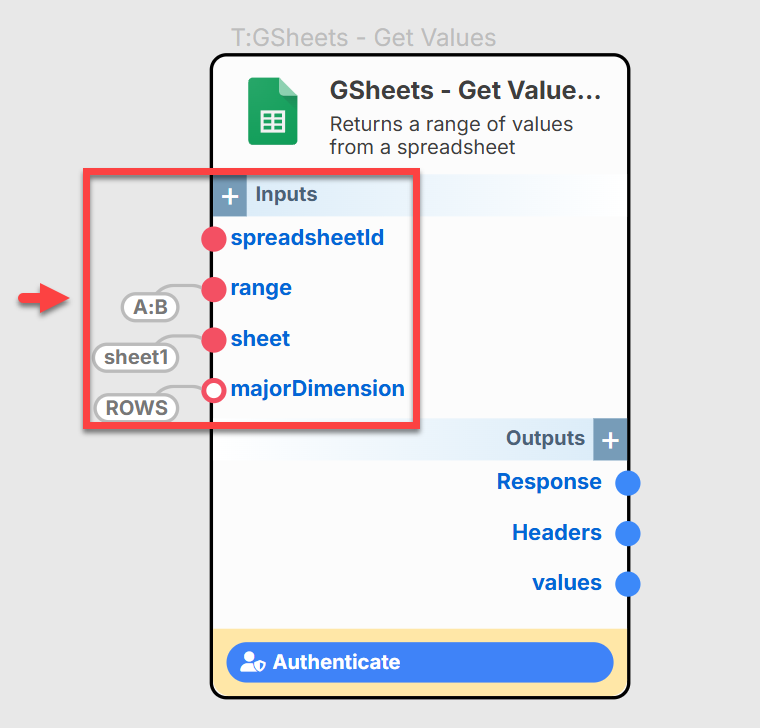 T:GSheets - Get Values
GSheets - Get Value...
Returns a range of values
from a spreadsheet
+ Inputs
spreadsheetId
range
A:B
sheet
sheet1
majorDimension
ROWS
Outputs +
Response
Headers
values
Authenticate